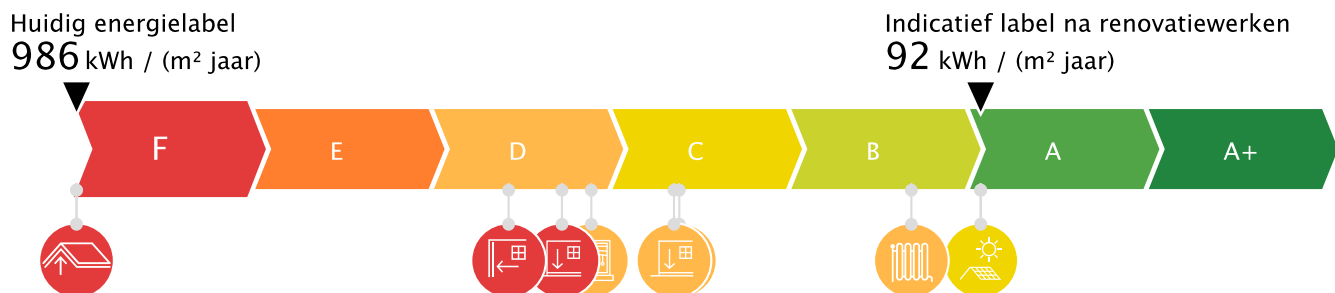 Huidig energielabel
986 kWh / (m² jaar)
Indicatief label na renovatiewerken
92 kWh / (m² jaar)
F E D C B A A+